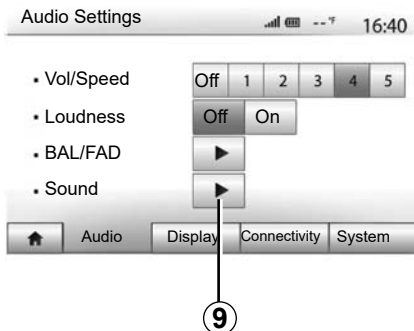 Audio Settings -- °F 16:40
• Vol/Speed Off 1 2 3 4 5
• Loudness Off On
• BAL/FAD
• Sound
Audio Display Connectivity System
9